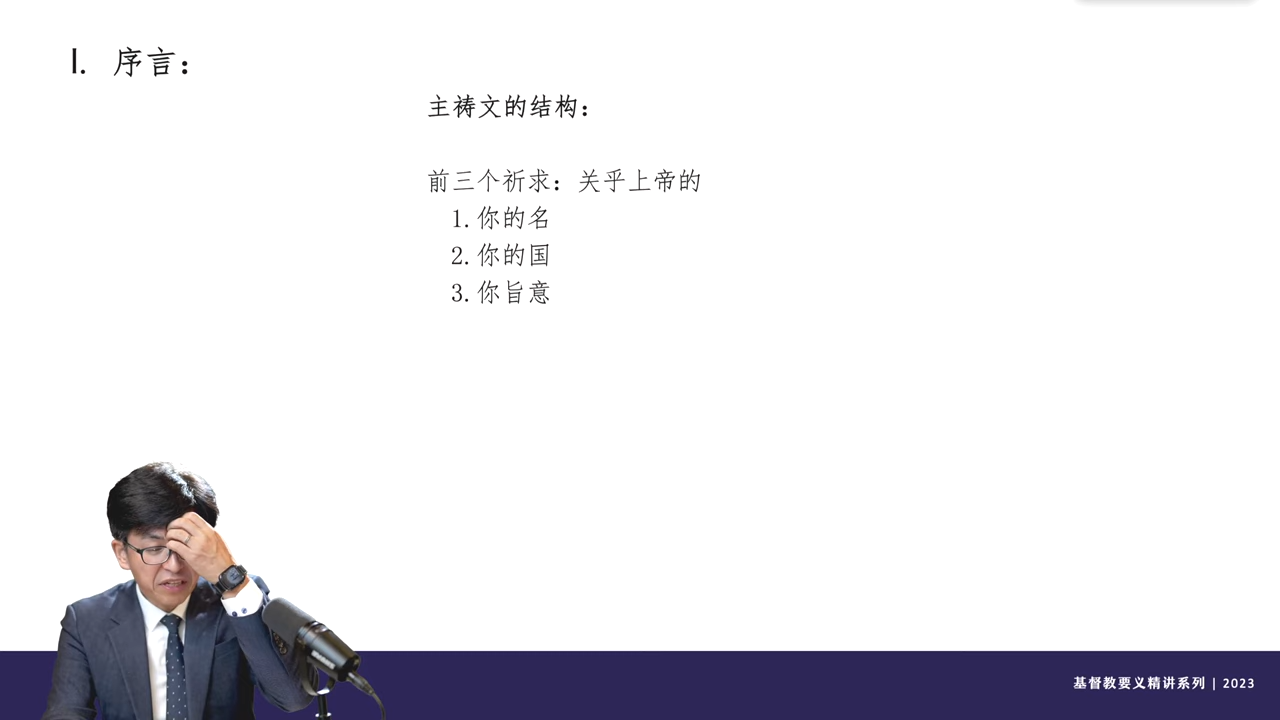 I. 序言：
主祷文的结构：
前三个祈求：关乎上帝的
1.你的名
2.你的国
3.你旨意
基督教要义精讲系列 | 2023